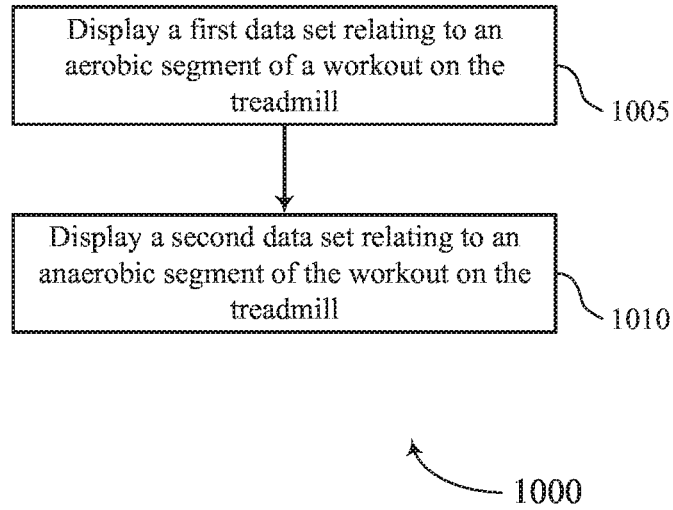 Display a first data set relating to an
aerobic segment of a workout on the
treadmill
1005
Display a second data set relating to an
anaerobic segment of the workout on the
treadmill
1010
1000